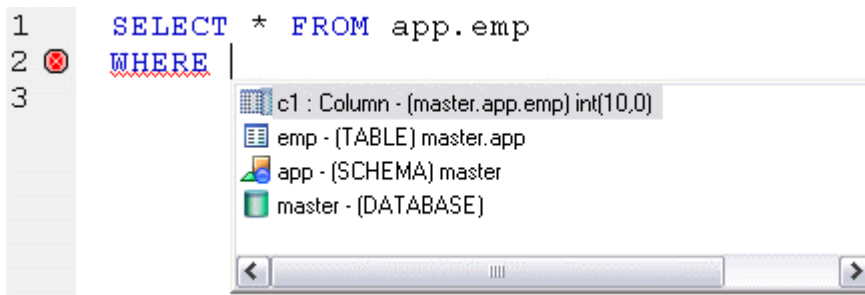 1 SELECT * FROM app.emp
2 WHERE
3
c1 : Column - (master.app.emp) int(10,0)
emp - (TABLE) master.app
app - (SCHEMA) master
master - (DATABASE)